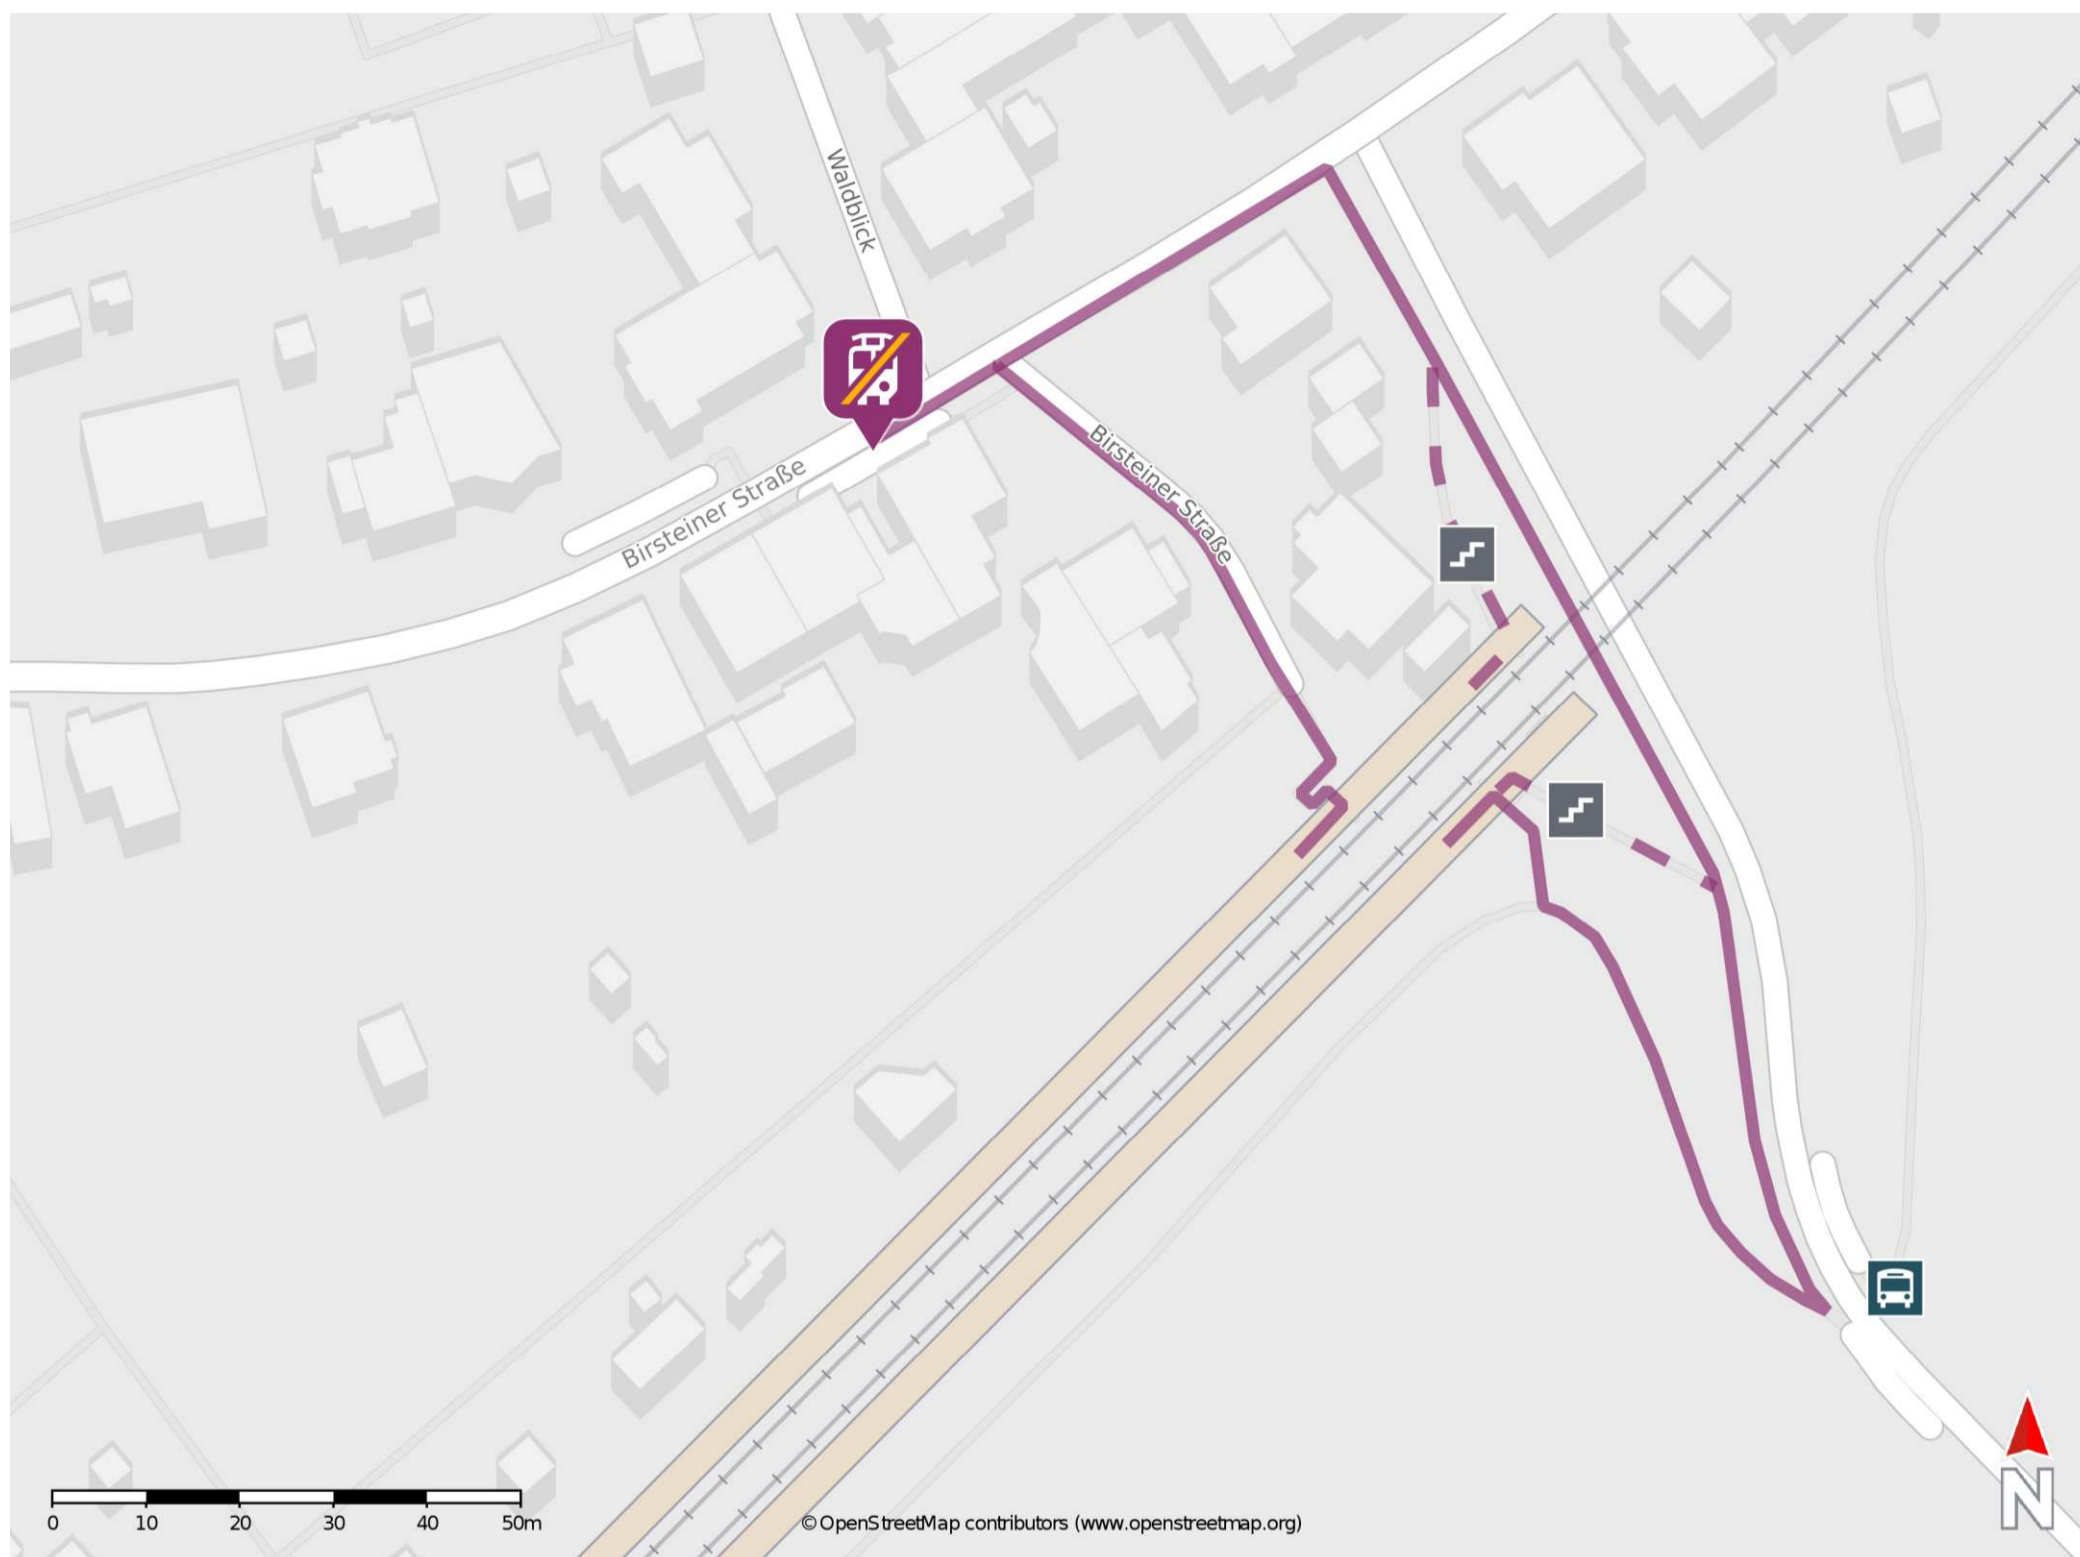 Waldblick
Birsteiner Straße
Birsteiner Straße
0 10 20 30 40 50m
© OpenStreetMap contributors (www.openstreetmap.org)
N